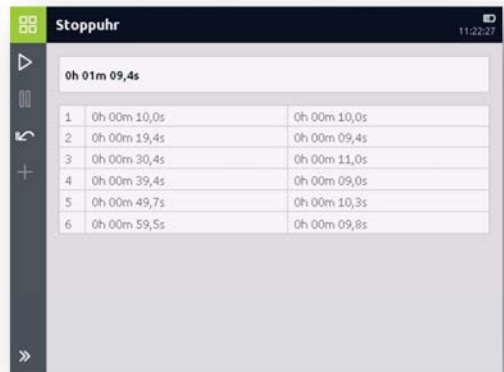 Stoppuhr
11:22:27
0h 01m 09,4s
1 0h 00m 10,0s 0h 00m 10,0s
2 0h 00m 19,4s 0h 00m 09,4s
3 0h 00m 30,4s 0h 00m 11,0s
4 0h 00m 39,4s 0h 00m 09,0s
5 0h 00m 49,7s 0h 00m 10,3s
6 0h 00m 59,5s 0h 00m 09,8s